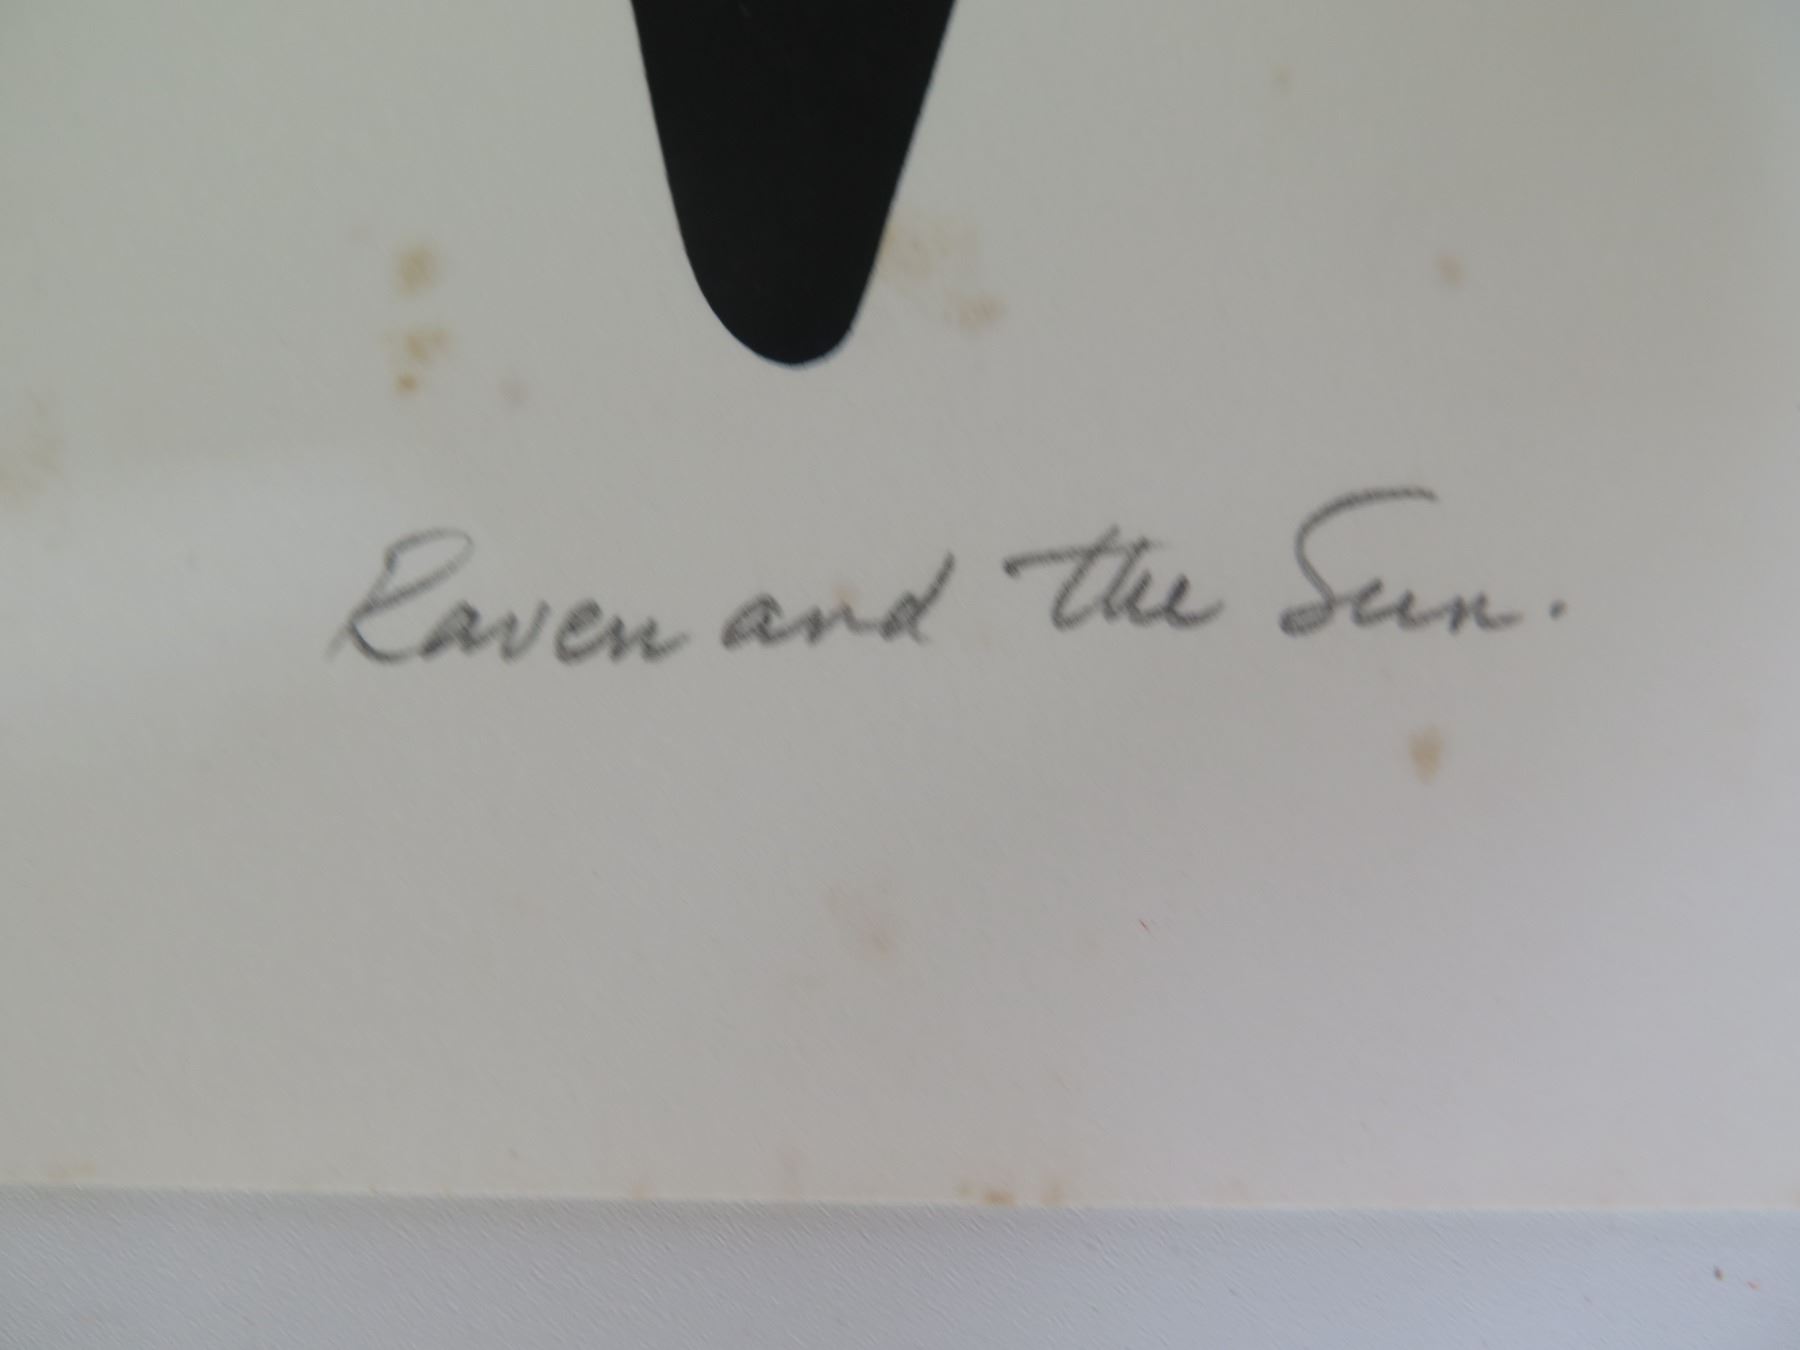 Raven and the Sun.